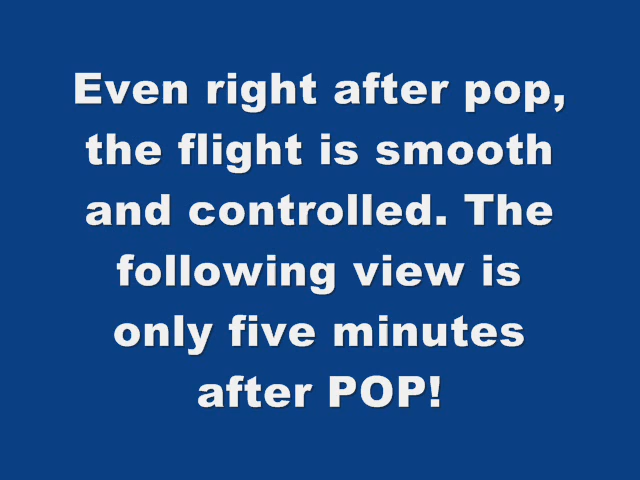 Even right after pop,
the flight is smooth
and controlled. The
following view is
only five minutes
after POP!